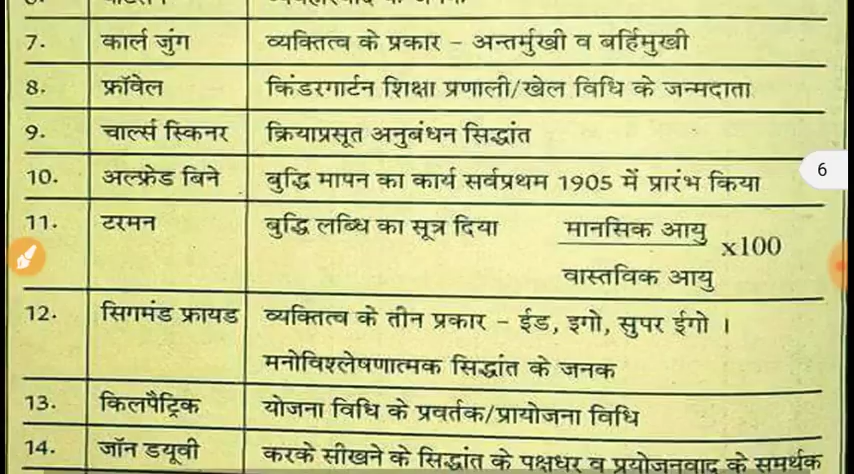 7. कार्ल जुंग व्यक्तित्व के प्रकार - अन्तर्मुखी व बर्हिमुखी
8. फ्रॉवेल किंडरगार्टन शिक्षा प्रणाली/खेल विधि के जन्मदाता
9. चार्ल्स स्किनर क्रियाप्रसूत अनुबंधन सिद्धांत
10. अल्फ्रेड बिने बुद्धि मापन का कार्य सर्वप्रथम 1905 में प्रारंभ किया
6
11. टरमन बुद्धि लब्धि का सूत्र दिया मानसिक आयु x100
वास्तविक आयु
12. सिगमंड फ्रायड व्यक्तित्व के तीन प्रकार - ईड, इगो, सुपर ईगो ।
मनोविश्लेषणात्मक सिद्धांत के जनक
13. किलपैट्रिक योजना विधि के प्रवर्तक/प्रायोजना विधि
14. जॉन डयूवी करके सीखने के सिद्धांत के पक्षधर व प्रयोजनवाद के समर्थक